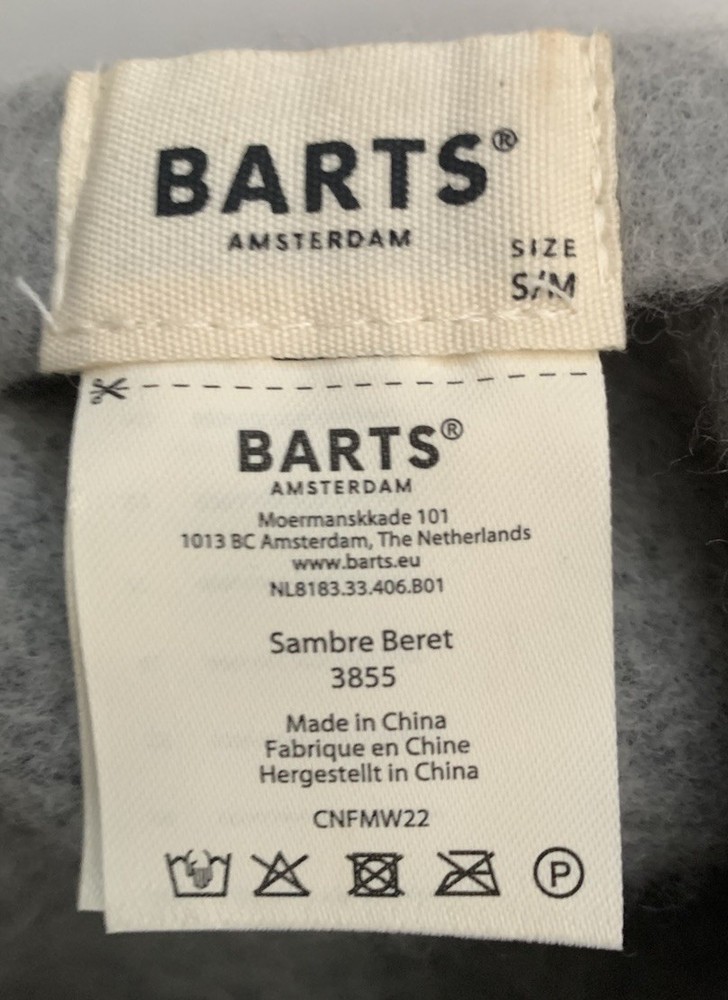 BARTS®
AMSTERDAM
SIZE
S/M
BARTS®
AMSTERDAM
Moermanskkade 101
1013 BC Amsterdam, The Netherlands
www.barts.eu
NL8183.33.406.B01
Sambre Beret
3855
Made in China
Fabrique en Chine
Hergestellt in China
CNFMW22
P